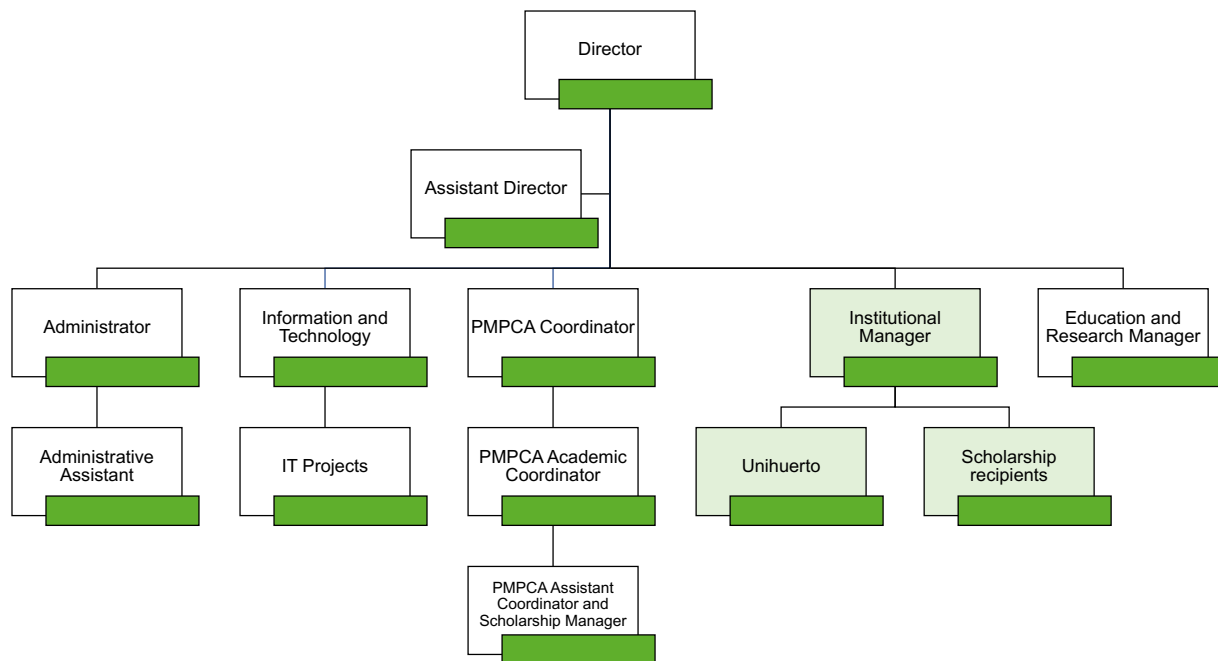 Director
Assistant Director
Administrator
Information and
Technology
PMPCA Coordinator
Institutional
Manager
Education and
Research Manager
Administrative
Assistant
IT Projects
PMPCA Academic
Coordinator
Unihuerto
Scholarship
recipients
PMPCA Assistant
Coordinator and
Scholarship Manager